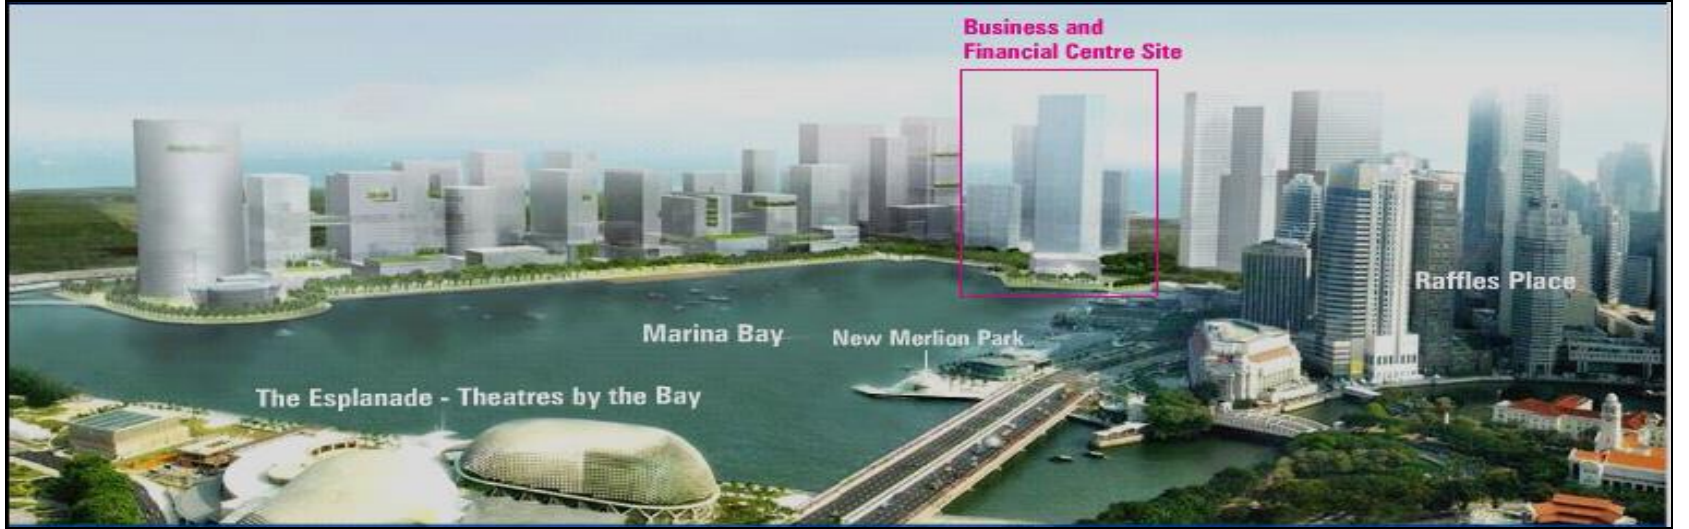 Business and
Financial Centre Site
Raffles Place
Marina Bay
New Merlion Park
The Esplanade - Theatres by the Bay